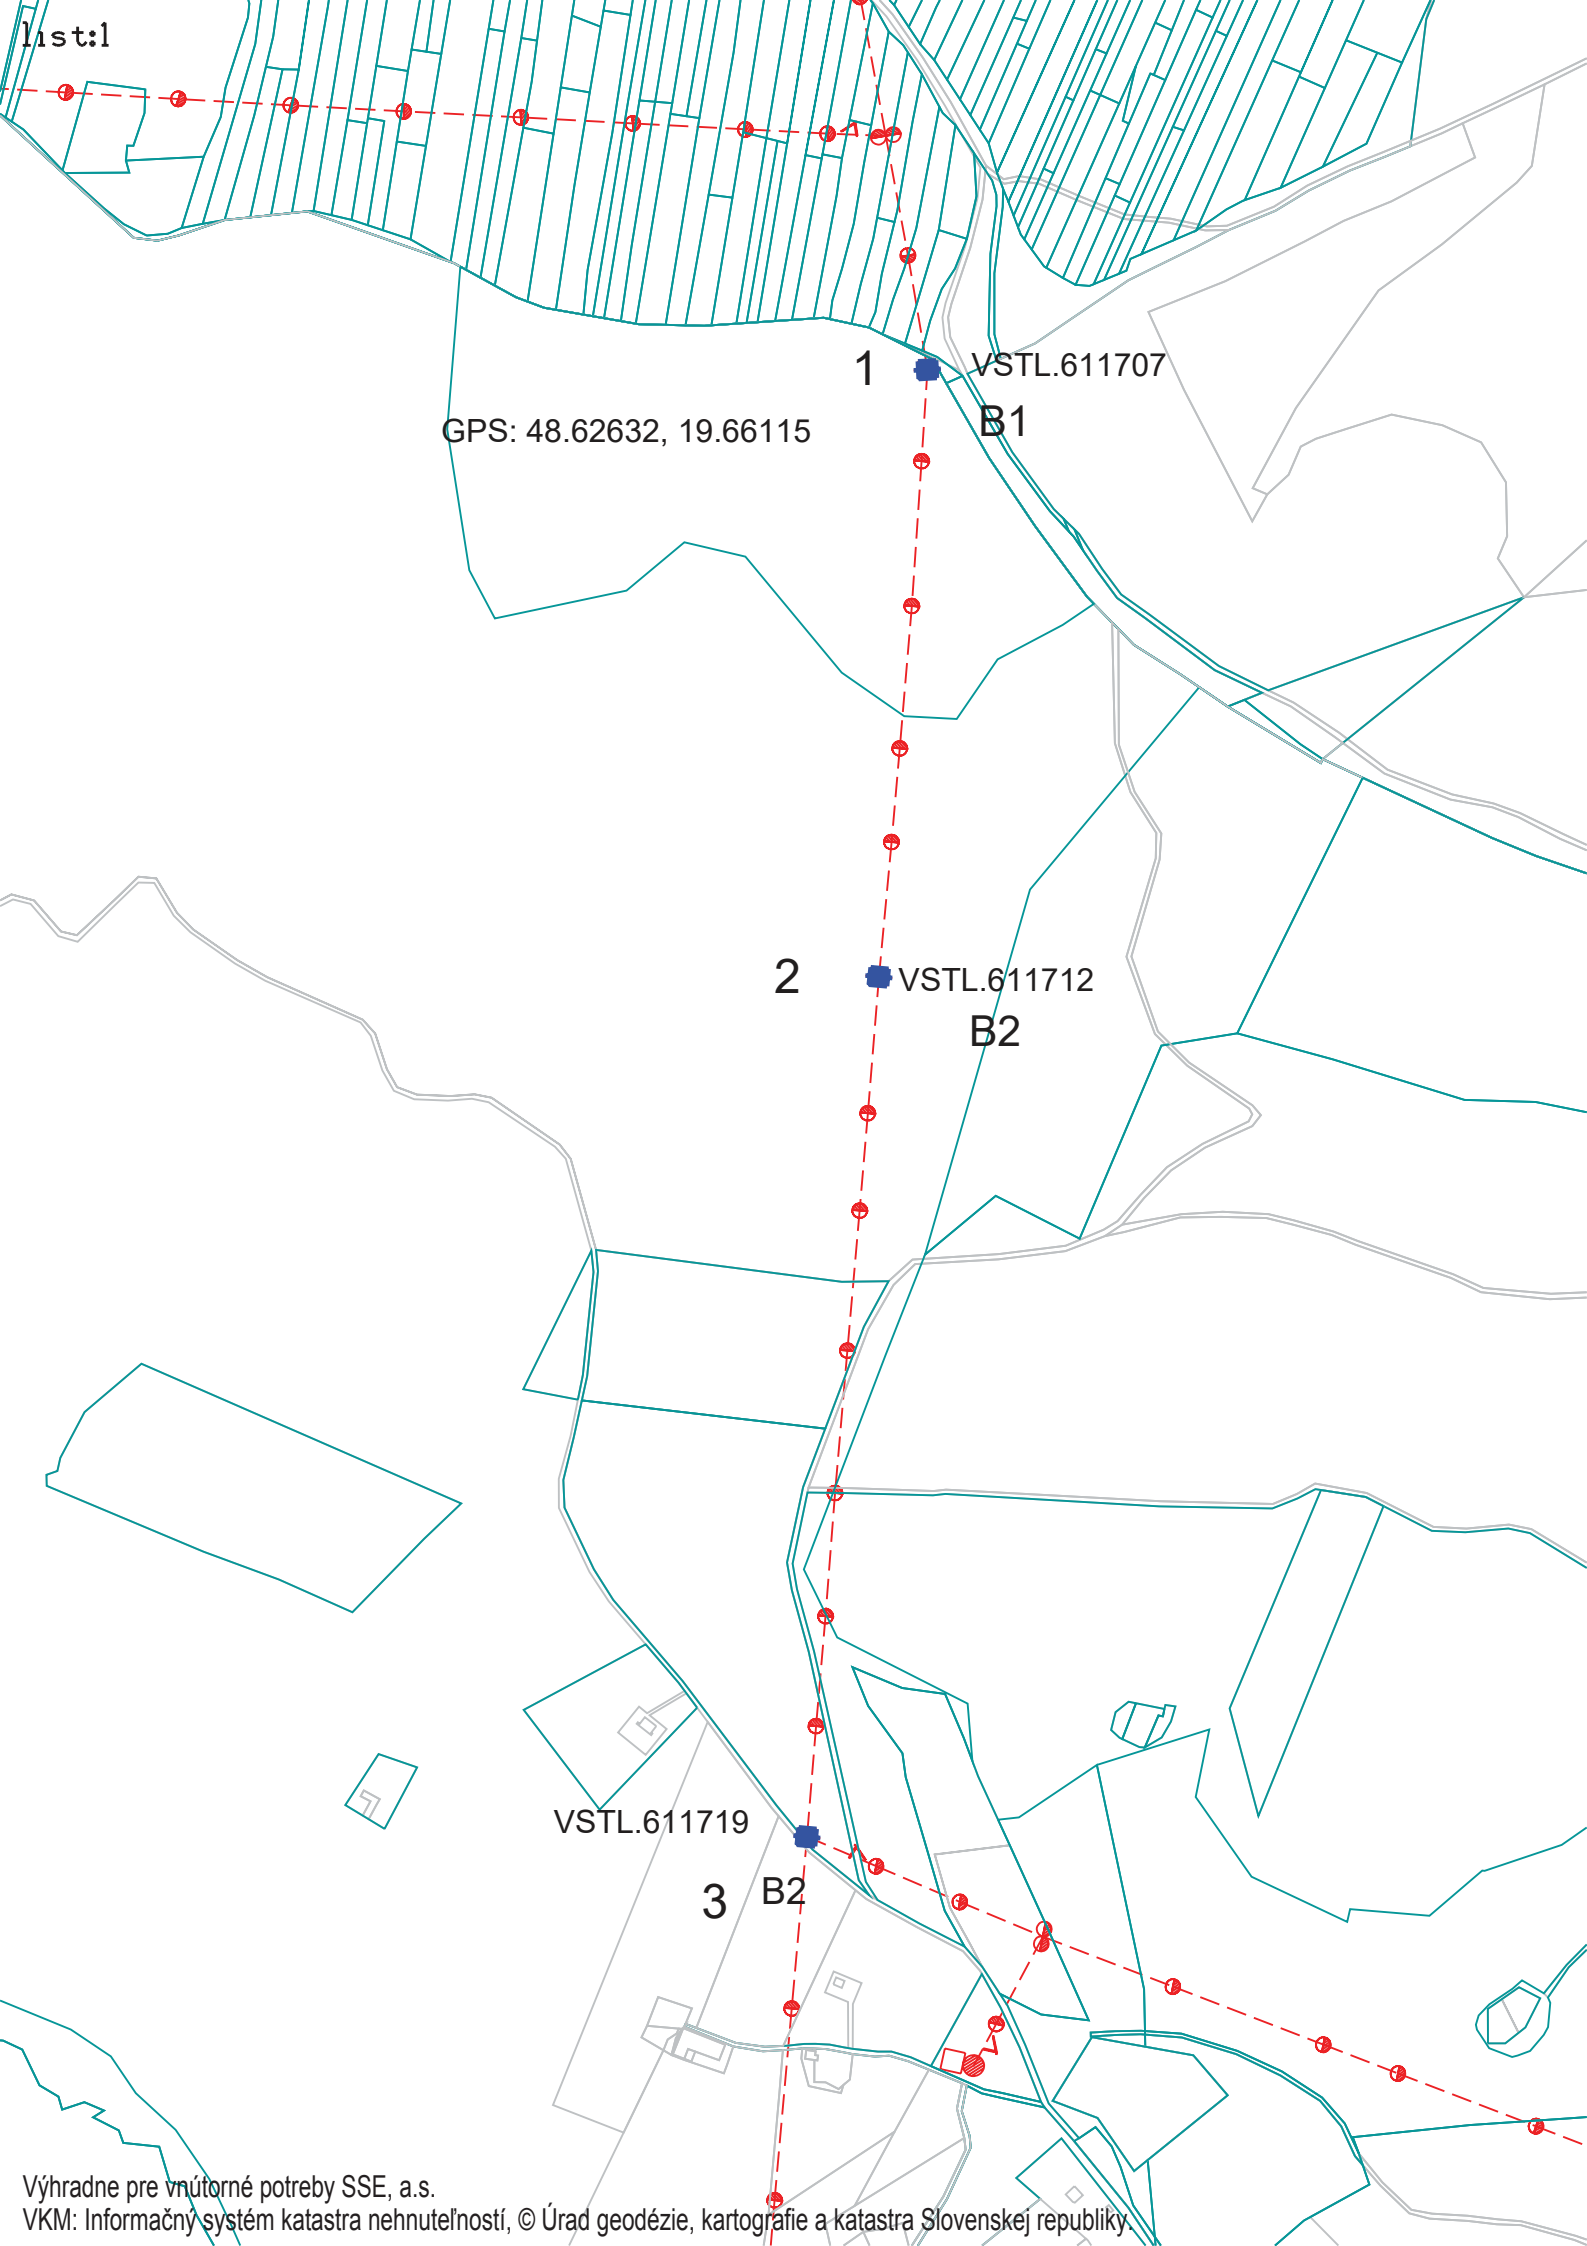 list:1
1
VSTL.611707
B1
GPS: 48.62632, 19.66115
2
VSTL.611712
B2
VSTL.611719
3
B2
Výhradne pre vnútorné potreby SSE, a.s.
VKM: Informačný systém katastra nehnuteľností, © Úrad geodézie, kartografie a katastra Slovenskej republiky.